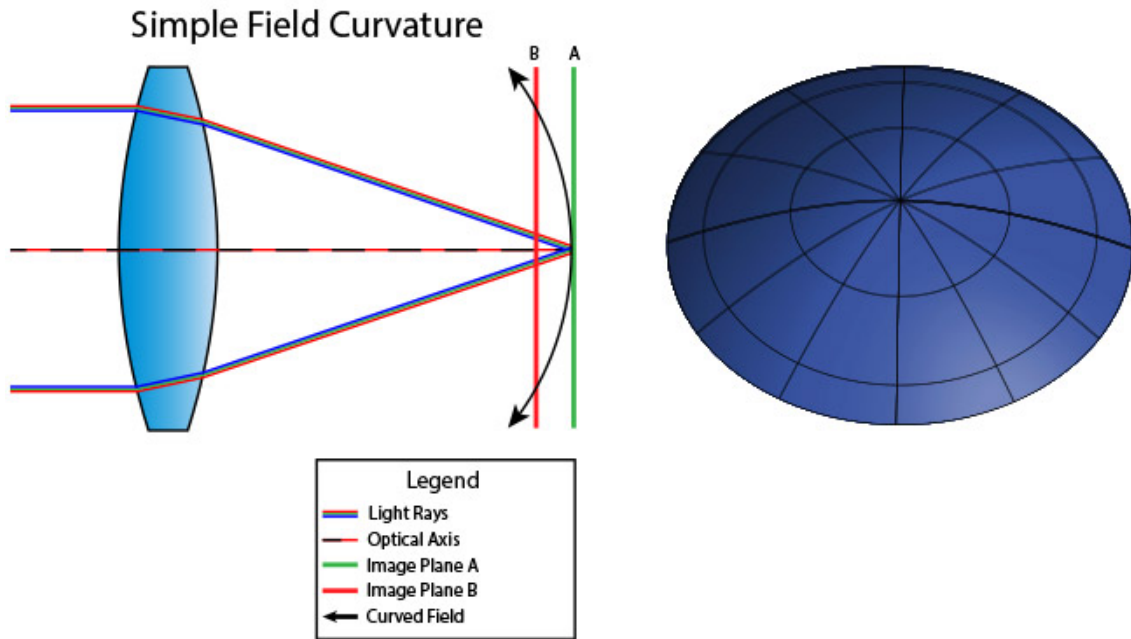 Simple Field Curvature
B
A
Legend
Light Rays
Optical Axis
Image Plane A
Image Plane B
Curved Field